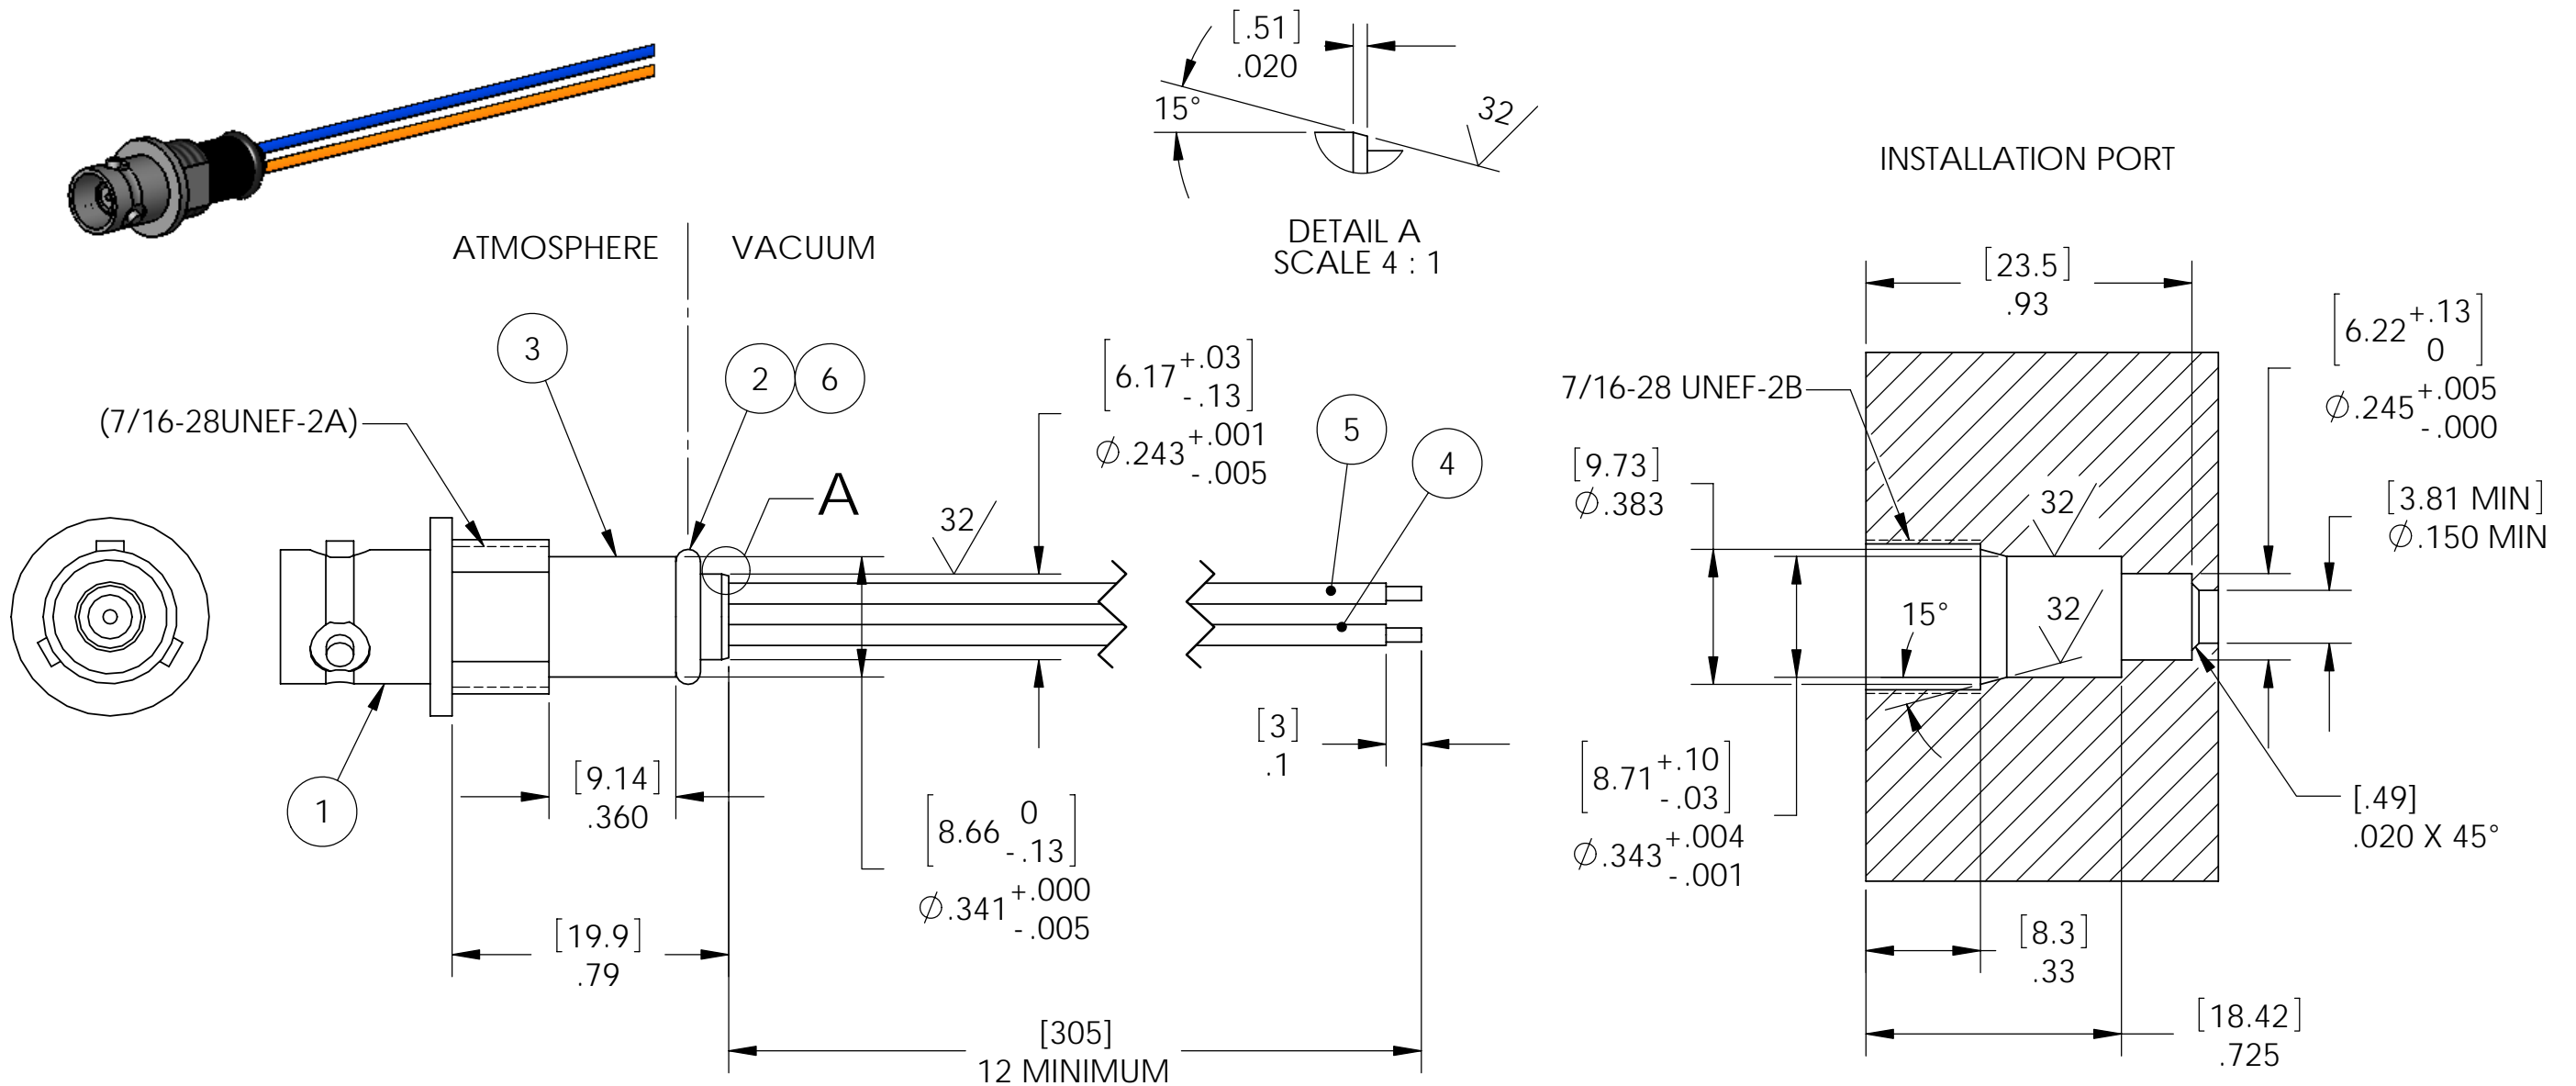 [.51]
.020
15°
32
DETAIL A
SCALE 4 : 1
INSTALLATION PORT
ATMOSPHERE
VACUUM
3
2
6
(7/16-28UNEF-2A)
A
[6.17 +.03 -.13]
∅.243 +.001 -.005
5
4
32
1
[9.14]
.360
[8.66 0 -.13]
∅.341 +.000 -.005
[3]
.1
[19.9]
.79
[305]
12 MINIMUM
[23.5]
.93
[6.22 +.13 0]
∅.245 +.005 -.000
7/16-28 UNEF-2B
[9.73]
∅.383
32
[3.81 MIN]
∅.150 MIN
15°
32
[8.71 +.10 -.03]
∅.343 +.004 -.001
[.49]
.020 X 45°
[8.3]
.33
[18.42]
.725